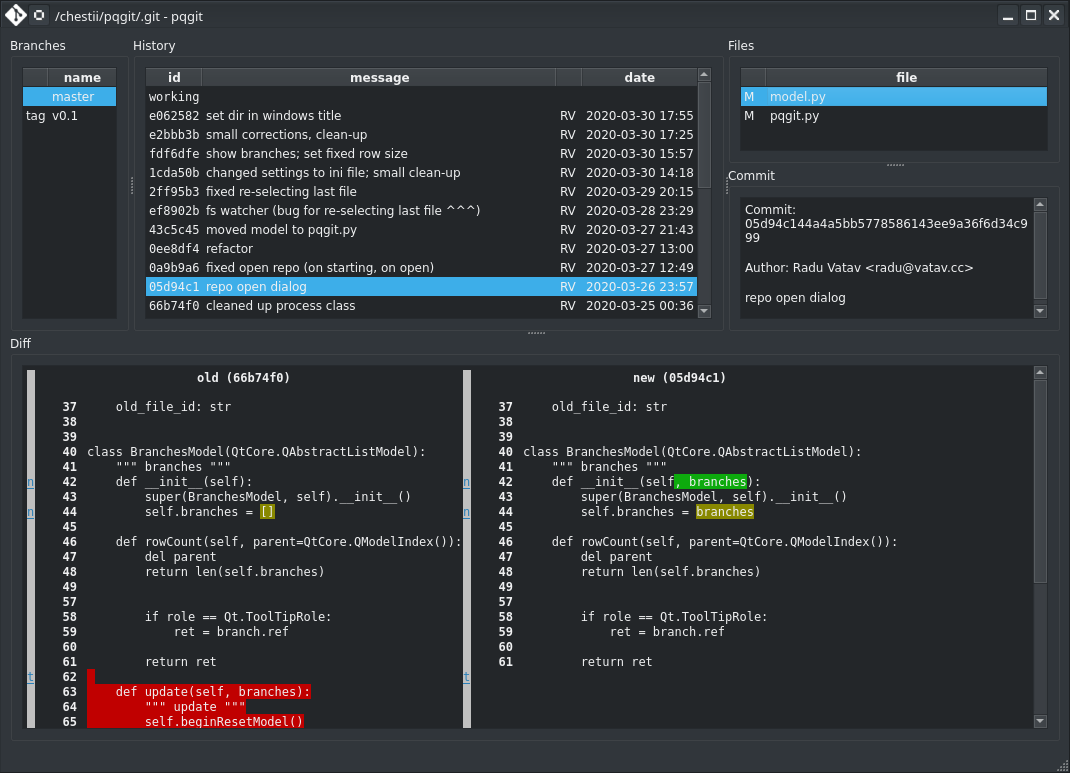 /chestii/pqgit/.git - pqgit
Branches
name
master
tag v0.1
History
id message date
working
e062582 set dir in windows title RV 2020-03-30 17:55
e2bbb3b small corrections, clean-up RV 2020-03-30 17:25
fdf6dfe show branches; set fixed row size RV 2020-03-30 15:57
1cda50b changed settings to ini file; small clean-up RV 2020-03-30 14:18
2ff95b3 fixed re-selecting last file RV 2020-03-29 20:15
ef8902b fs watcher (bug for re-selecting last file ^^^) RV 2020-03-28 23:29
43c5c45 moved model to pqgit.py RV 2020-03-27 21:43
0ee8df4 refactor RV 2020-03-27 13:00
0a9b9a6 fixed open repo (on starting, on open) RV 2020-03-27 12:49
05d94c1 repo open dialog RV 2020-03-26 23:57
66b74f0 cleaned up process class RV 2020-03-25 00:36
Files
file
M model.py
M pqgit.py
Commit
Commit:
05d94c144a4a5bb5778586143ee9a36f6d34c9
99
Author: Radu Vatav <radu@vatav.cc>
repo open dialog
Diff
old (66b74f0)
37     old_file_id: str
38
39
40 class BranchesModel(QtCore.QAbstractListModel):
41     """ branches """
n 42     def __init__(self):
43         super(BranchesModel, self).__init__()
n 44         self.branches = []
45
46     def rowCount(self, parent=QtCore.QModelIndex()):
47         del parent
48         return len(self.branches)
49
57
58         if role == Qt.ToolTipRole:
59             ret = branch.ref
60
61         return ret
t 62
63     def update(self, branches):
64         """ update """
65         self.beginResetModel()
new (05d94c1)
37     old_file_id: str
38
39
40 class BranchesModel(QtCore.QAbstractListModel):
41     """ branches """
n 42     def __init__(self, branches):
43         super(BranchesModel, self).__init__()
n 44         self.branches = branches
45
46     def rowCount(self, parent=QtCore.QModelIndex()):
47         del parent
48         return len(self.branches)
49
57
58         if role == Qt.ToolTipRole:
59             ret = branch.ref
60
61         return ret
t